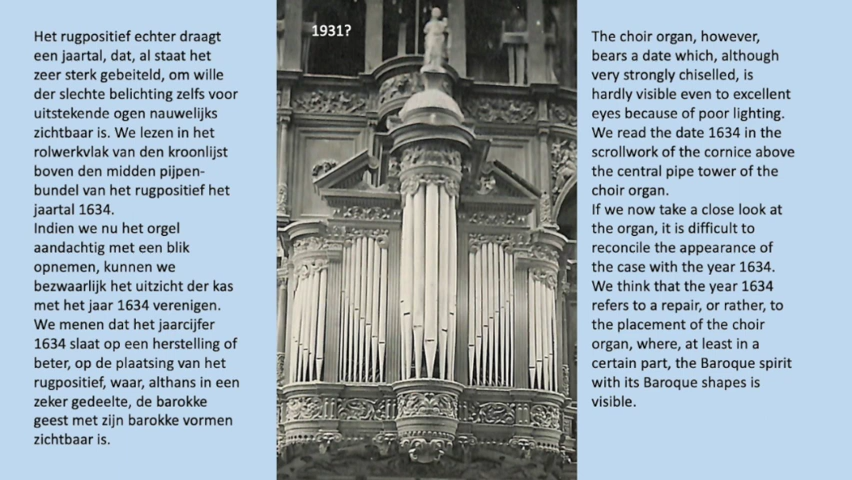 Het rugpositief echter draagt
een jaartal, dat, al staat het
zeer sterk gebeiteld, om wille
der slechte belichting zelfs voor
uitstekende ogen nauwelijks
zichtbaar is. We lezen in het
rolwerkvlak van den kroonlijst
boven den midden pijpen-
bundel van het rugpositief het
jaartal 1634.
Indien we nu het orgel
aandachtig met een blik
opnemen, kunnen we
bezwaarlijk het uitzicht der kas
met het jaar 1634 verenigen.
We menen dat het jaarcijfer
1634 slaat op een herstelling of
beter, op de plaatsing van het
rugpositief, waar, althans in een
zeker gedeelte, de barokke
geest met zijn barokke vormen
zichtbaar is.
1931?
The choir organ, however,
bears a date which, although
very strongly chiselled, is
hardly visible even to excellent
eyes because of poor lighting.
We read the date 1634 in the
scrollwork of the cornice above
the central pipe tower of the
choir organ.
If we now take a close look at
the organ, it is difficult to
reconcile the appearance of
the case with the year 1634.
We think that the year 1634
refers to a repair, or rather, to
the placement of the choir
organ, where, at least in a
certain part, the Baroque spirit
with its Baroque shapes is
visible.